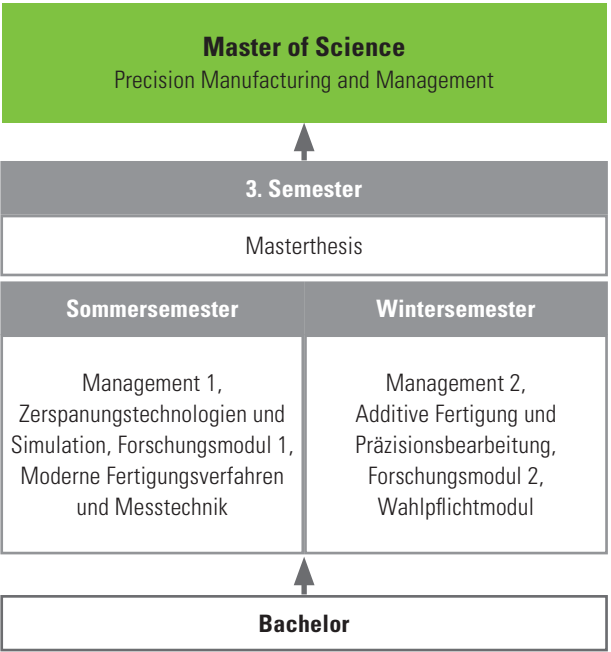 Master of Science
Precision Manufacturing and Management
3. Semester
Masterthesis
Sommersemester
Management 1,
Zerspanungstechnologien und
Simulation, Forschungsmodul 1,
Moderne Fertigungsverfahren
und Messtechnik
Wintersemester
Management 2,
Additive Fertigung und
Präzisionsbearbeitung,
Forschungsmodul 2,
Wahlpflichtmodul
Bachelor